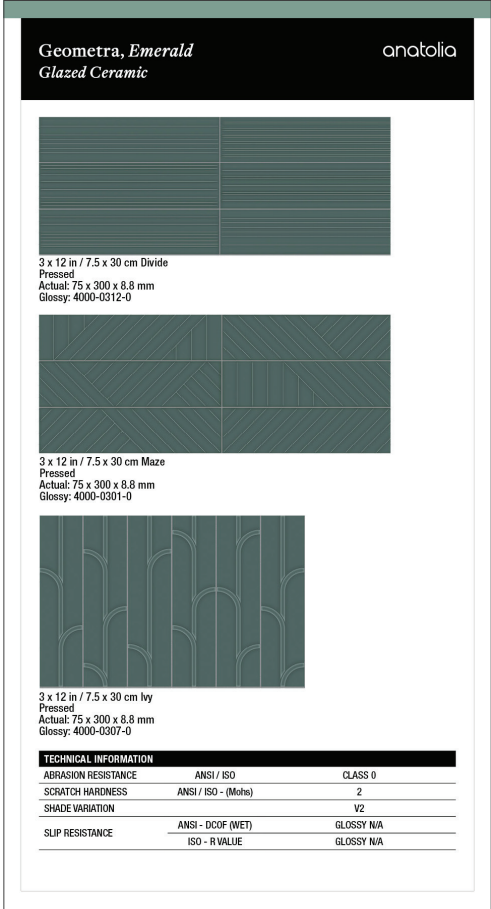 Geometra, Emerald
Glazed Ceramic
anatolia
3 x 12 in / 7.5 x 30 cm Divide
Pressed
Actual: 75 x 300 x 8.8 mm
Glossy: 4000-0312-0
3 x 12 in / 7.5 x 30 cm Maze
Pressed
Actual: 75 x 300 x 8.8 mm
Glossy: 4000-0301-0
3 x 12 in / 7.5 x 30 cm Ivy
Pressed
Actual: 75 x 300 x 8.8 mm
Glossy: 4000-0307-0
TECHNICAL INFORMATION
ABRASION RESISTANCE ANSI / ISO CLASS 0
SCRATCH HARDNESS ANSI / ISO - (Mohs) 2
SHADE VARIATION V2
SLIP RESISTANCE
ANSI - DCOF (WET) GLOSSY N/A
ISO - R VALUE GLOSSY N/A